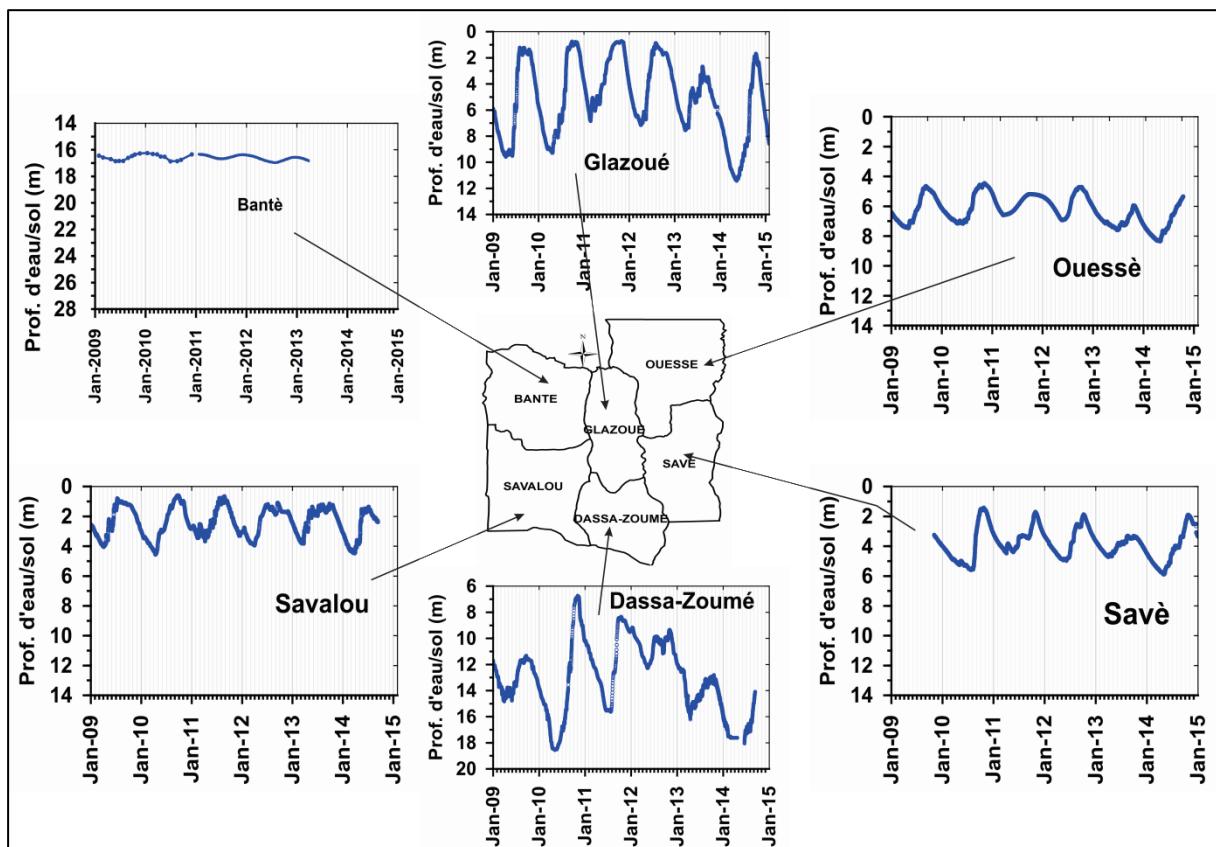 Prof. d'eau/sol (m)
0
2
4
6
8
10
12
14
Jan-09
Jan-10
Jan-11
Jan-12
Jan-13
Jan-14
Jan-15
Glazoué
Prof. d'eau/sol (m)
14
16
18
20
22
24
26
28
Jan-2009
Jan-2010
Jan-2011
Jan-2012
Jan-2013
Jan-2014
Jan-2015
Bantè
Prof. d'eau/sol (m)
0
2
4
6
8
10
12
14
Jan-09
Jan-10
Jan-11
Jan-12
Jan-13
Jan-14
Jan-15
Ouessè
N
OUESSE
BANTE
GLAZOUE
SAVE
SAVALOU
DASSA-ZOUME
Prof. d'eau/sol (m)
0
2
4
6
8
10
12
14
Jan-09
Jan-10
Jan-11
Jan-12
Jan-13
Jan-14
Jan-15
Savalou
Prof. d'eau/sol (m)
6
8
10
12
14
16
18
20
Jan-09
Jan-10
Jan-11
Jan-12
Jan-13
Jan-14
Jan-15
Dassa-Zoumé
Prof. d'eau/sol (m)
0
2
4
6
8
10
12
14
Jan-09
Jan-10
Jan-11
Jan-12
Jan-13
Jan-14
Jan-15
Savè